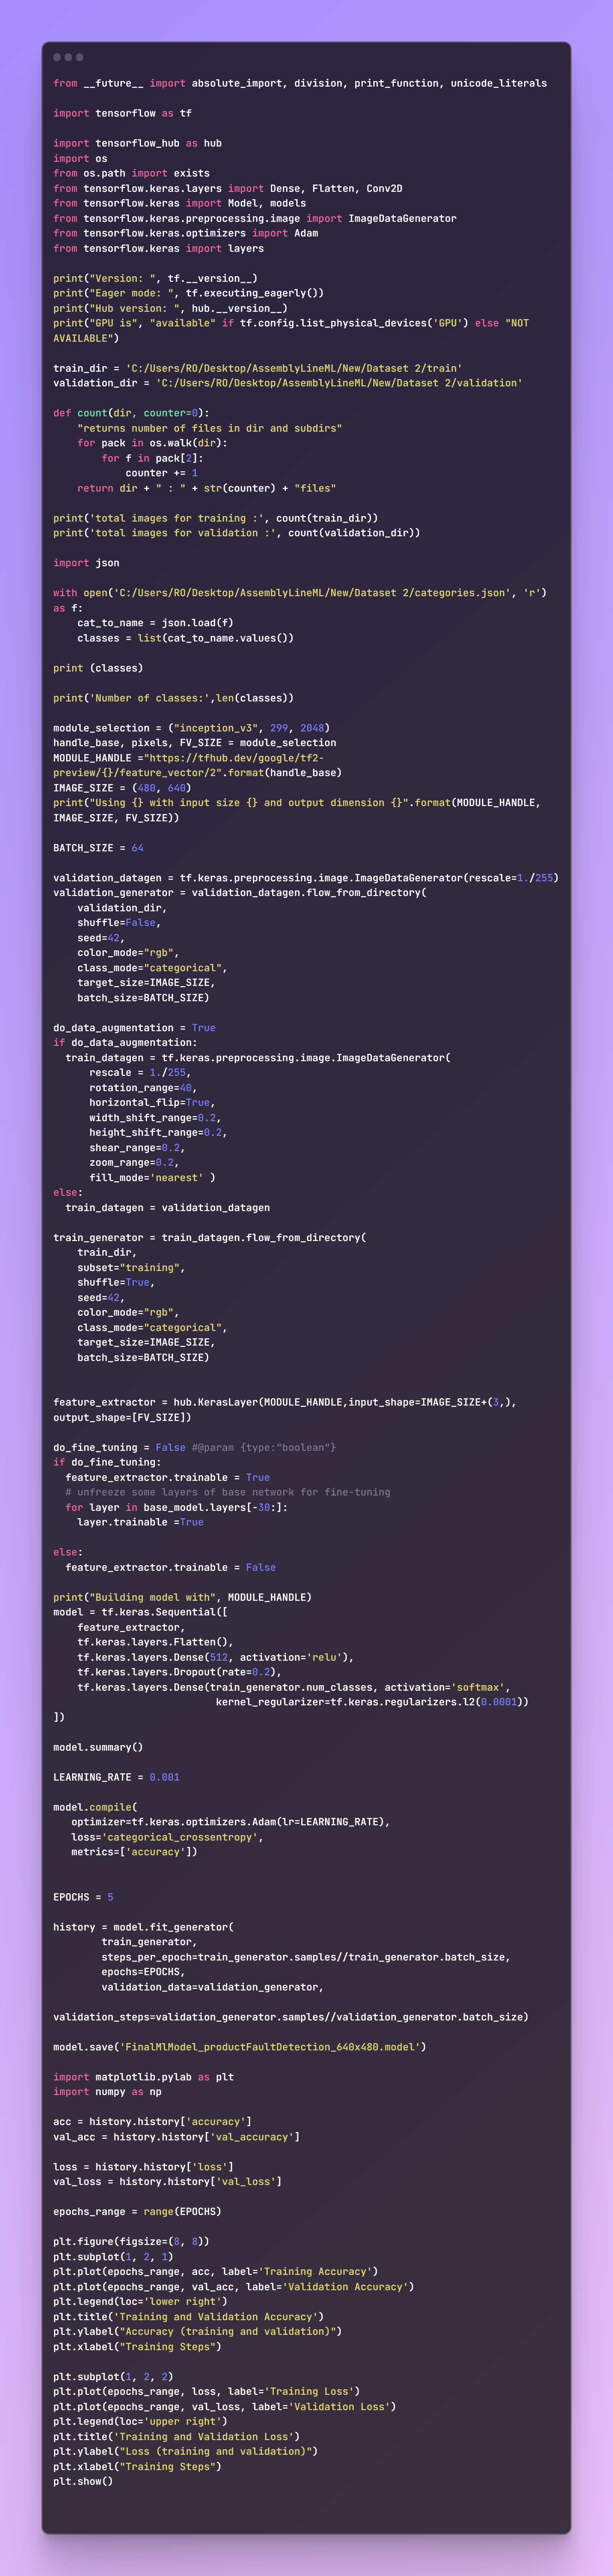 from __future__ import absolute_import, division, print_function, unicode_literals
import tensorflow as tf
import tensorflow_hub as hub
import os
from os.path import exists
from tensorflow.keras.layers import Dense, Flatten, Conv2D
from tensorflow.keras import Model, models
from tensorflow.keras.preprocessing.image import ImageDataGenerator
from tensorflow.keras.optimizers import Adam
from tensorflow.keras import layers
print("Version: ", tf.__version__)
print("Eager mode: ", tf.executing_eagerly())
print("Hub version: ", hub.__version__)
print("GPU is", "available" if tf.config.list_physical_devices('GPU') else "NOT
AVAILABLE")
train_dir = 'C:/Users/RO/Desktop/AssemblyLineML/New/Dataset 2/train'
validation_dir = 'C:/Users/RO/Desktop/AssemblyLineML/New/Dataset 2/validation'
def count(dir, counter=0):
    "returns number of files in dir and subdirs"
    for pack in os.walk(dir):
        for f in pack[2]:
            counter += 1
    return dir + " : " + str(counter) + "files"
print('total images for training :', count(train_dir))
print('total images for validation :', count(validation_dir))
import json
with open('C:/Users/RO/Desktop/AssemblyLineML/New/Dataset 2/categories.json', 'r')
as f:
    cat_to_name = json.load(f)
    classes = list(cat_to_name.values())
print (classes)
print('Number of classes:',len(classes))
module_selection = ("inception_v3", 299, 2048)
handle_base, pixels, FV_SIZE = module_selection
MODULE_HANDLE ="https://tfhub.dev/google/tf2-
preview/{}/feature_vector/2".format(handle_base)
IMAGE_SIZE = (480, 640)
print("Using {} with input size {} and output dimension {}".format(MODULE_HANDLE,
IMAGE_SIZE, FV_SIZE))
BATCH_SIZE = 64
validation_datagen = tf.keras.preprocessing.image.ImageDataGenerator(rescale=1./255)
validation_generator = validation_datagen.flow_from_directory(
    validation_dir,
    shuffle=False,
    seed=42,
    color_mode="rgb",
    class_mode="categorical",
    target_size=IMAGE_SIZE,
    batch_size=BATCH_SIZE)
do_data_augmentation = True
if do_data_augmentation:
  train_datagen = tf.keras.preprocessing.image.ImageDataGenerator(
      rescale = 1./255,
      rotation_range=40,
      horizontal_flip=True,
      width_shift_range=0.2,
      height_shift_range=0.2,
      shear_range=0.2,
      zoom_range=0.2,
      fill_mode='nearest' )
else:
  train_datagen = validation_datagen
train_generator = train_datagen.flow_from_directory(
    train_dir,
    subset="training",
    shuffle=True,
    seed=42,
    color_mode="rgb",
    class_mode="categorical",
    target_size=IMAGE_SIZE,
    batch_size=BATCH_SIZE)
feature_extractor = hub.KerasLayer(MODULE_HANDLE,input_shape=IMAGE_SIZE+(3,),
output_shape=[FV_SIZE])
do_fine_tuning = False #@param {type:"boolean"}
if do_fine_tuning:
  feature_extractor.trainable = True
  # unfreeze some layers of base network for fine-tuning
  for layer in base_model.layers[-30:]:
    layer.trainable =True
else:
  feature_extractor.trainable = False
print("Building model with", MODULE_HANDLE)
model = tf.keras.Sequential([
    feature_extractor,
    tf.keras.layers.Flatten(),
    tf.keras.layers.Dense(512, activation='relu'),
    tf.keras.layers.Dropout(rate=0.2),
    tf.keras.layers.Dense(train_generator.num_classes, activation='softmax',
                           kernel_regularizer=tf.keras.regularizers.l2(0.0001))
])
model.summary()
LEARNING_RATE = 0.001
model.compile(
   optimizer=tf.keras.optimizers.Adam(lr=LEARNING_RATE),
   loss='categorical_crossentropy',
   metrics=['accuracy'])
EPOCHS = 5
history = model.fit_generator(
        train_generator,
        steps_per_epoch=train_generator.samples//train_generator.batch_size,
        epochs=EPOCHS,
        validation_data=validation_generator,
validation_steps=validation_generator.samples//validation_generator.batch_size)
model.save('FinalMlModel_productFaultDetection_640x480.model')
import matplotlib.pylab as plt
import numpy as np
acc = history.history['accuracy']
val_acc = history.history['val_accuracy']
loss = history.history['loss']
val_loss = history.history['val_loss']
epochs_range = range(EPOCHS)
plt.figure(figsize=(8, 8))
plt.subplot(1, 2, 1)
plt.plot(epochs_range, acc, label='Training Accuracy')
plt.plot(epochs_range, val_acc, label='Validation Accuracy')
plt.legend(loc='lower right')
plt.title('Training and Validation Accuracy')
plt.ylabel("Accuracy (training and validation)")
plt.xlabel("Training Steps")
plt.subplot(1, 2, 2)
plt.plot(epochs_range, loss, label='Training Loss')
plt.plot(epochs_range, val_loss, label='Validation Loss')
plt.legend(loc='upper right')
plt.title('Training and Validation Loss')
plt.ylabel("Loss (training and validation)")
plt.xlabel("Training Steps")
plt.show()